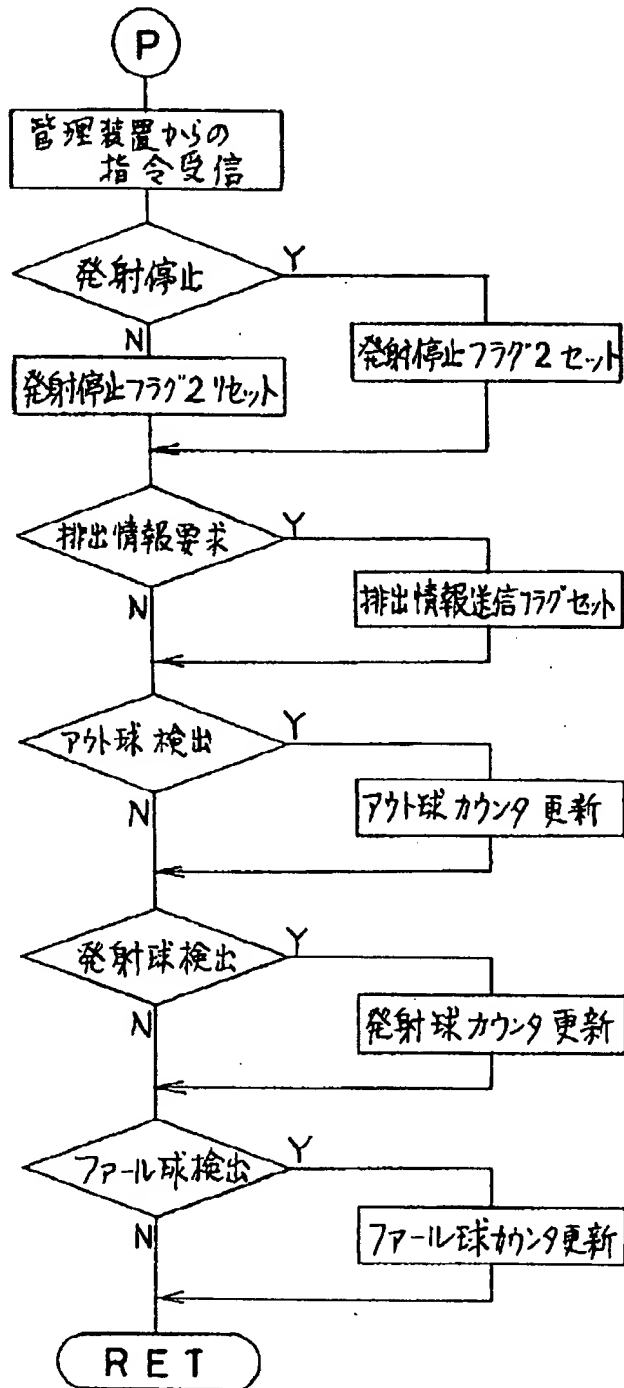 P
管理装置からの
指令受信
発射停止
Y
N
発射停止フラグ2セット
発射停止フラグ2リセット
排出情報要求
Y
N
排出情報送信フラグセット
アウト球検出
Y
N
アウト球カウンタ更新
発射球検出
Y
N
発射球カウンタ更新
ファール球検出
Y
N
ファール球カウンタ更新
RET